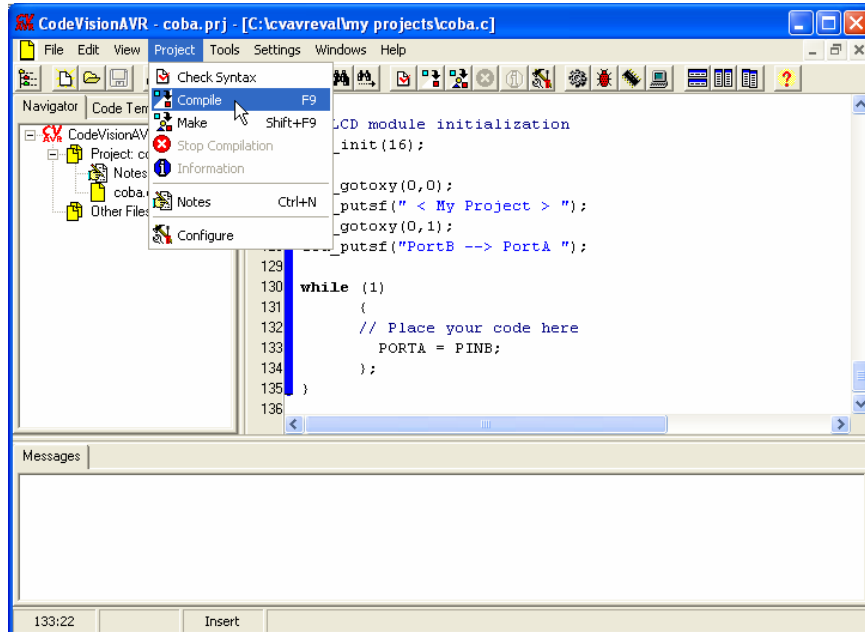 CodeVisionAVR - coba.prj - [C:\cvavreval\my projects\coba.c]
File Edit View Project Tools Settings Windows Help
Navigator Code Tem
CodeVisionAV
Project: co
Notes
coba.
Other Files
Check Syntax
Compile F9
Make Shift+F9
Stop Compilation
Information
Notes Ctrl+N
Configure
LCD module initialization
_init(16);
_gotoxy(0,0);
_putsf(" < My Project > ");
_gotoxy(0,1);
_putsf("PortB --> PortA ");
129
130 while (1)
131 {
132 // Place your code here
133 PORTA = PINB;
134 };
135 }
136
Messages
133:22 Insert